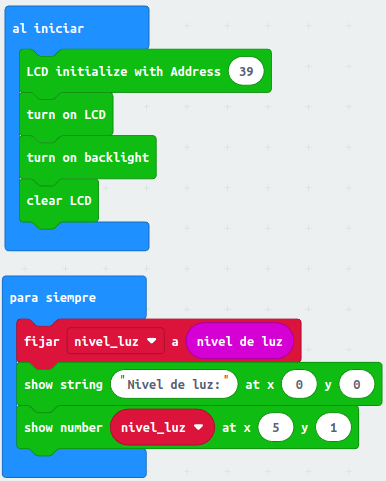 al iniciar
LCD initialize with Address 39
turn on LCD
turn on backlight
clear LCD
para siempre
fijar nivel_luz a nivel de luz
show string "Nivel de luz:" at x 0 y 0
show number nivel_luz at x 5 y 1